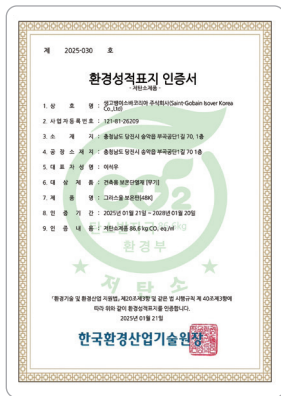 제 2025-030 호
환경성적표지 인증서
- 저탄소제품 -
1. 상 호 명 : 생고뱅이소바코리아 주식회사(Saint-Gobain Isover Korea
Co.,Ltd)
2. 사업자등록번호 : 121-81-26209
3. 소 재 지 : 충청남도 당진시 송악읍 부곡공단1길 70, 1층
4. 공 장 소 재 지 : 충청남도 당진시 송악읍 부곡공단1길 70 1층
5. 대 표 자 성 명 : 이석우
6. 대 상 제 품 : 건축용 보온단열재 [무기]
7. 제 품 명 : 그라스울 보온판[48K]
8. 인 증 기 간 : 2025년 01월 21일 ~ 2028년 01월 20일
9. 인 증 내 용 : 저탄소제품 86.6 kg CO₂ eq./㎥
환경부
저탄소
「환경기술 및 환경산업 지원법」 제20조제3항 및 같은 법 시행규칙 제 40조제3항에
따라 위와 같이 환경성적표지를 인증합니다.
2025년 01월 21일
한국환경산업기술원장